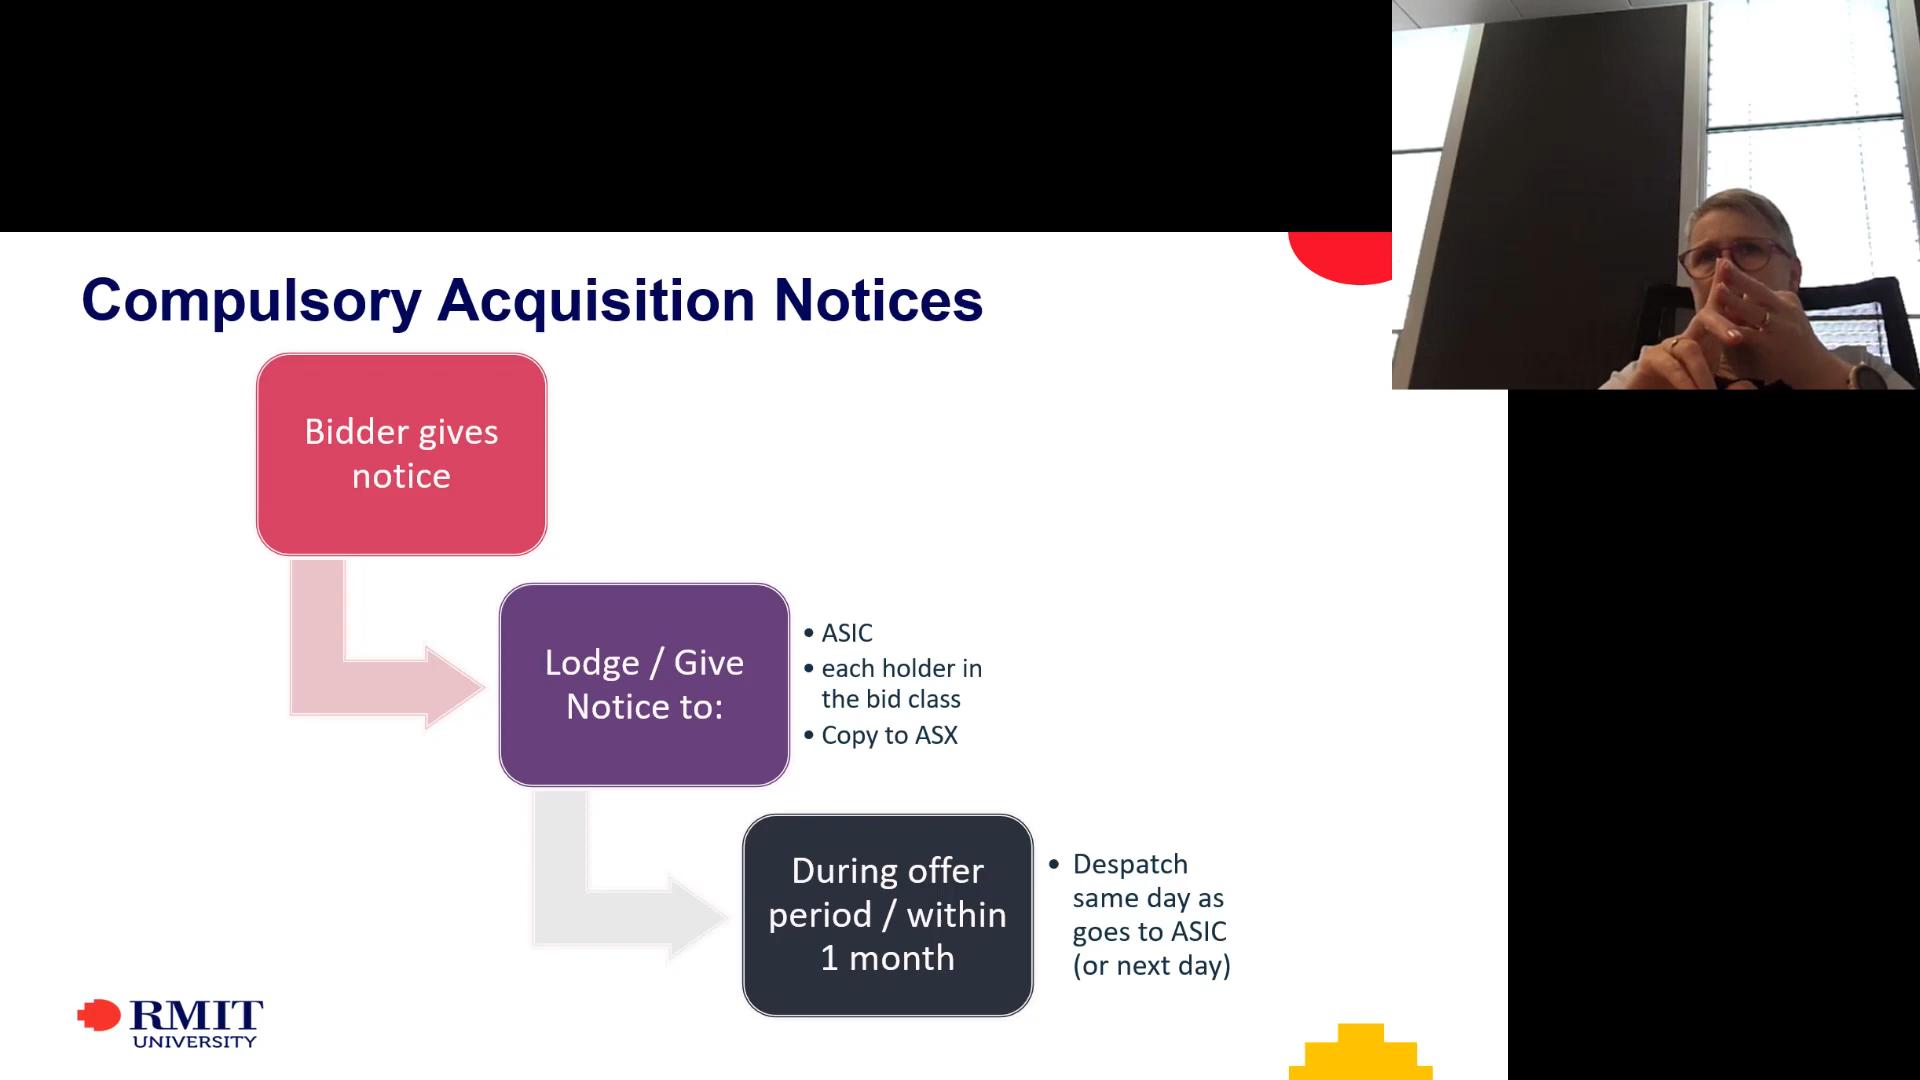 Compulsory Acquisition Notices
Bidder gives
notice
Lodge / Give
Notice to:
• ASIC
• each holder in
the bid class
• Copy to ASX
During offer
period / within
1 month
• Despatch
same day as
goes to ASIC
(or next day)
RMIT
UNIVERSITY